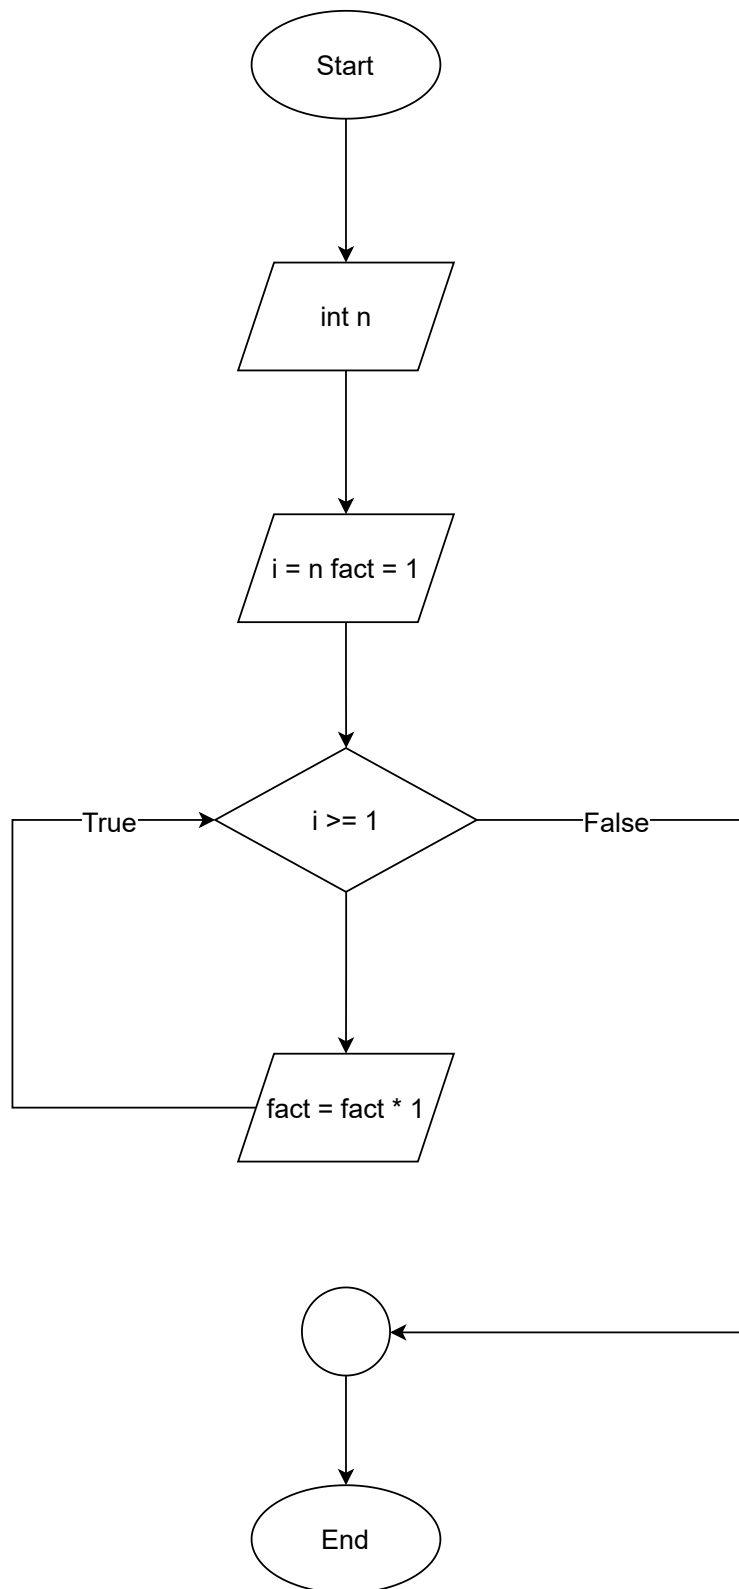 Start
int n
i = n fact = 1
i >= 1
True
False
fact = fact * 1
End